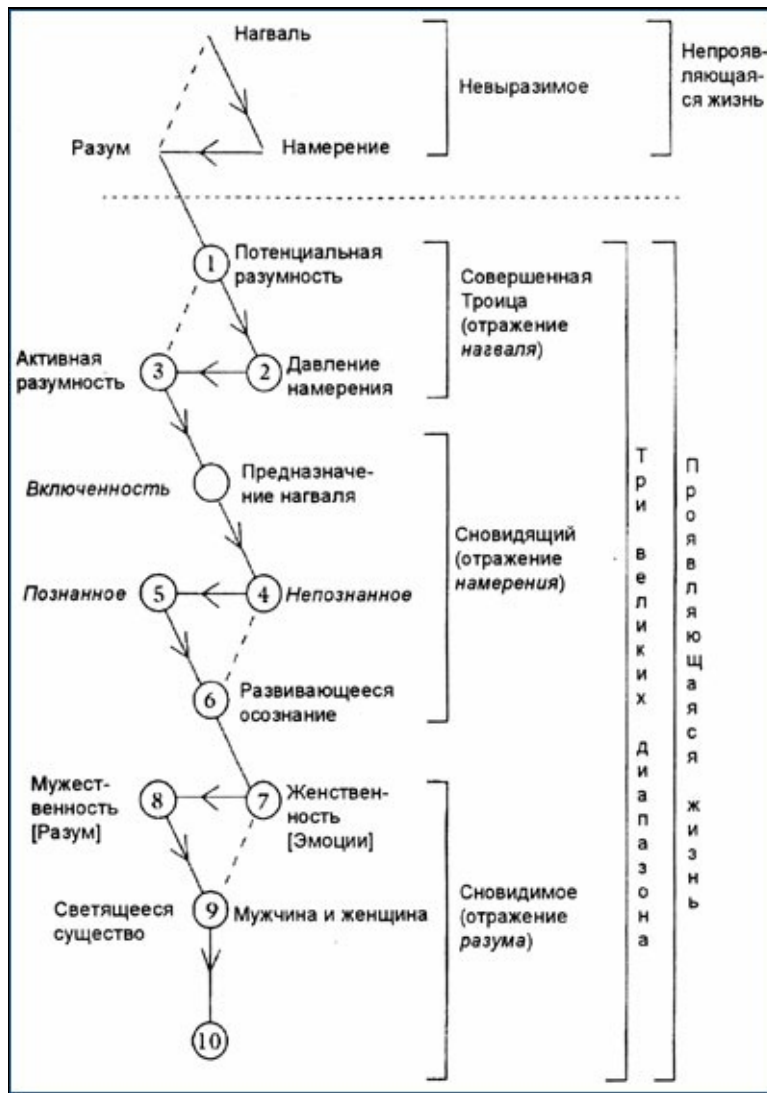 Нагваль
Разум
Намерение
Невыразимое
Непрояв-
ляющая-
ся жизнь
1
Потенциальная
разумность
Активная
разумность
3
2
Давление
намерения
Совершенная
Троица
(отражение
нагваля)
Включенность
Предназначе-
ние нагваля
Познанное
5
4
Непознанное
6
Развивающееся
осознание
Сновидящий
(отражение
намерения)
Мужест-
венность
[Разум]
8
7
Женствен-
ность
[Эмоции]
Светящееся
существо
9
Мужчина и женщина
10
Сновидимое
(отражение
разума)
Три великих диапазона
Проявляющаяся жизнь